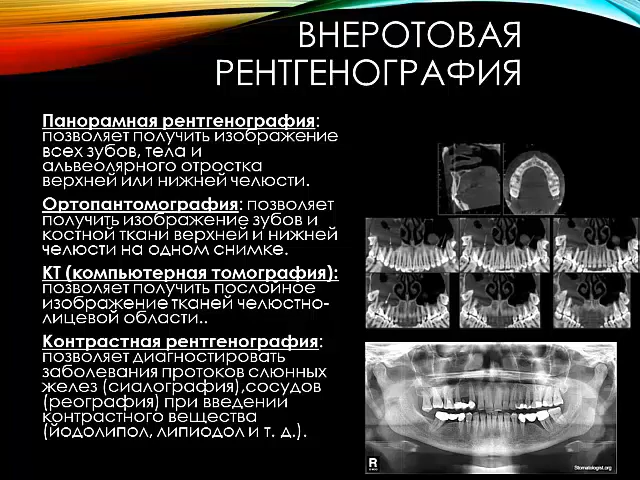 ВНЕРОТОВАЯ
РЕНТГЕНОГРАФИЯ
Панорамная рентгенография:
позволяет получить изображение
всех зубов, тела и
альвеолярного отростка
верхней или нижней челюсти.
Ортопантомография: позволяет
получить изображение зубов и
костной ткани верхней и нижней
челюсти на одном снимке.
КТ (компьютерная томография):
позволяет получить послойное
изображение тканей челюстно-
лицевой области..
Контрастная рентгенография:
позволяет диагностировать
заболевания протоков слюнных
желез (сиалография),сосудов
(реография) при введении
контрастного вещества
(йодолипол, липиодол и т. д.).
R
Stomatologist.org